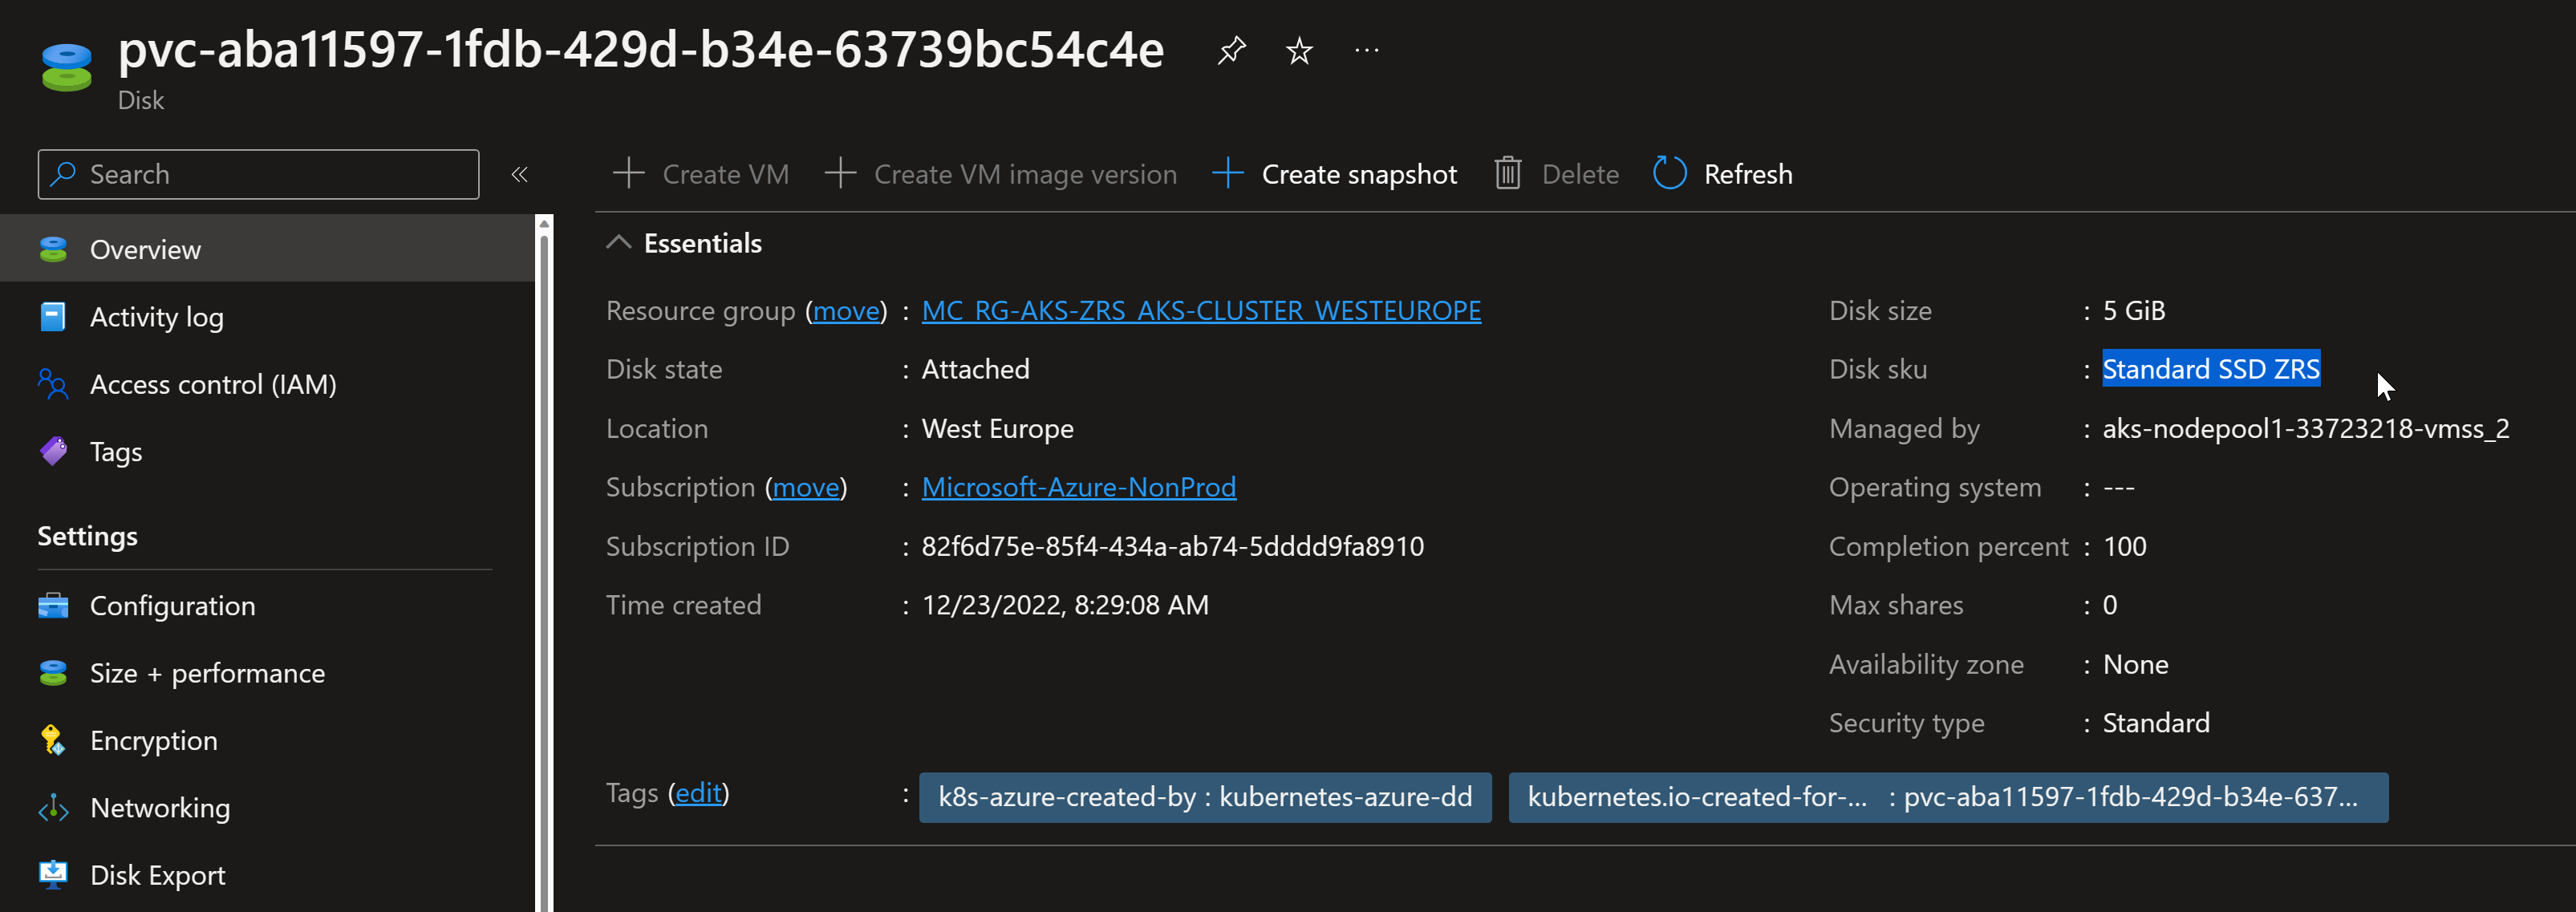 pvc-aba11597-1fdb-429d-b34e-63739bc54c4e
Disk
Search
Create VM
Create VM image version
Create snapshot
Delete
Refresh
Overview
Activity log
Access control (IAM)
Tags
Settings
Configuration
Size + performance
Encryption
Networking
Disk Export
Essentials
Resource group (move) : MC_RG-AKS-ZRS_AKS-CLUSTER_WESTEUROPE
Disk state : Attached
Location : West Europe
Subscription (move) : Microsoft-Azure-NonProd
Subscription ID : 82f6d75e-85f4-434a-ab74-5dddd9fa8910
Time created : 12/23/2022, 8:29:08 AM
Disk size : 5 GiB
Disk sku : Standard SSD ZRS
Managed by : aks-nodepool1-33723218-vmss_2
Operating system : ---
Completion percent : 100
Max shares : 0
Availability zone : None
Security type : Standard
Tags (edit) : k8s-azure-created-by : kubernetes-azure-dd kubernetes.io-created-for-... : pvc-aba11597-1fdb-429d-b34e-637...